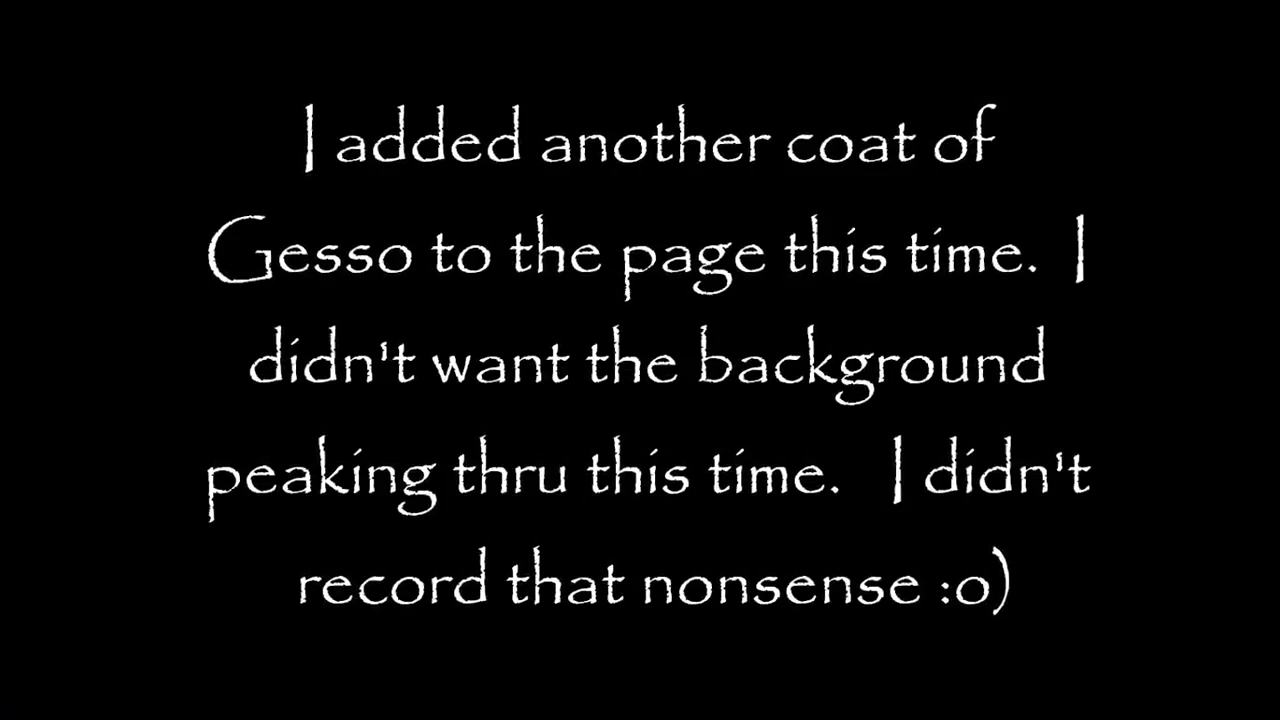 I added another coat of
Gesso to the page this time.  I
didn't want the background
peaking thru this time.   I didn't
record that nonsense :o)